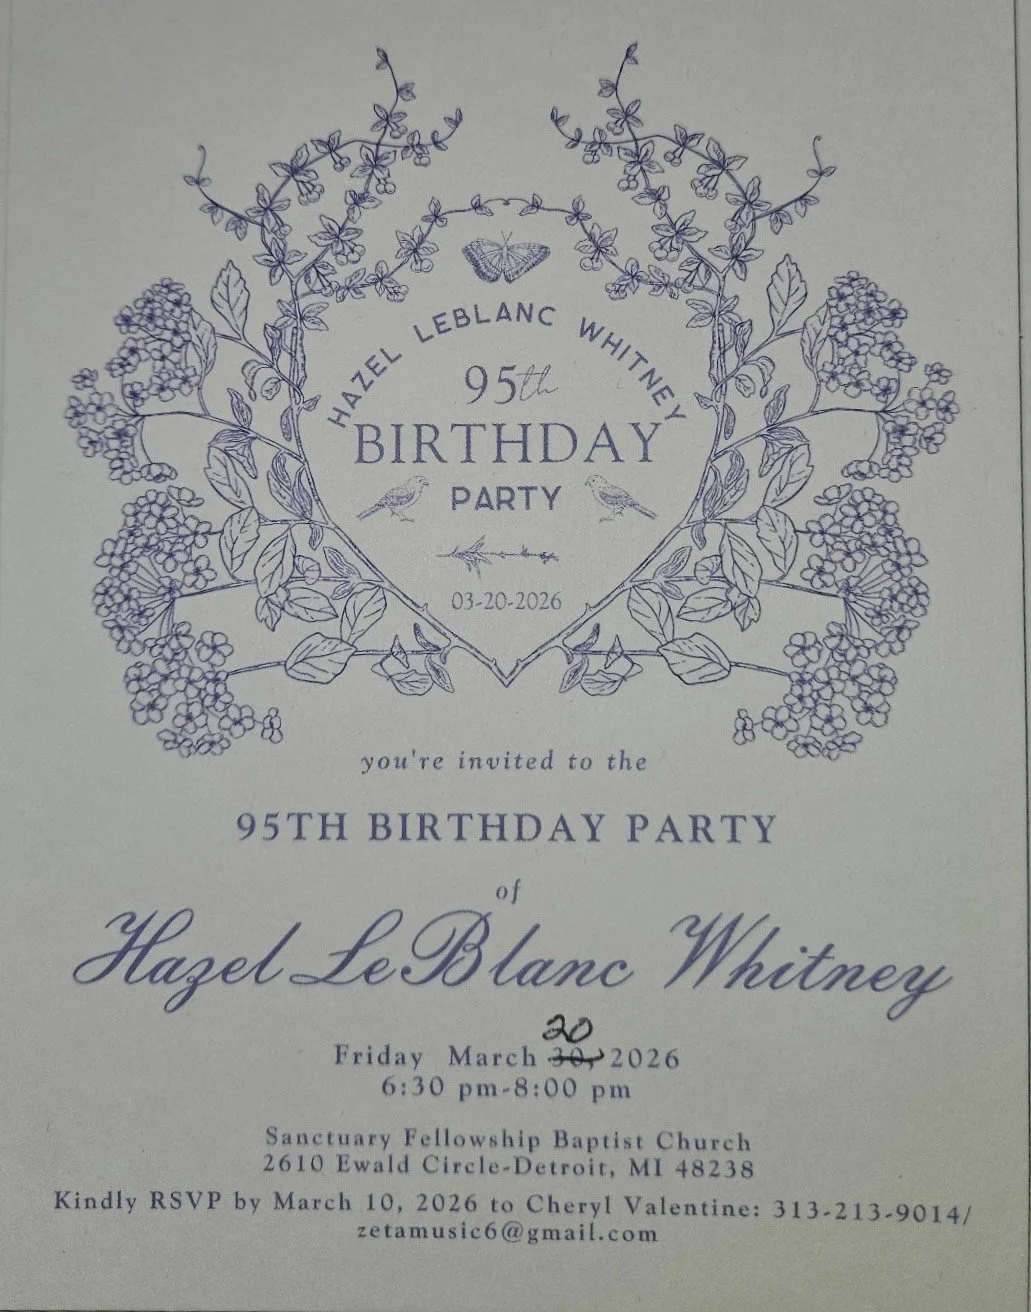 HAZEL LEBLANC WHITNEY
95th
BIRTHDAY
PARTY
03-20-2026
you're invited to the
95TH BIRTHDAY PARTY
of
Hazel LeBlanc Whitney
20
Friday March 30, 2026
6:30 pm-8:00 pm
Sanctuary Fellowship Baptist Church
2610 Ewald Circle-Detroit, MI 48238
Kindly RSVP by March 10, 2026 to Cheryl Valentine: 313-213-9014/
zetamusic6@gmail.com